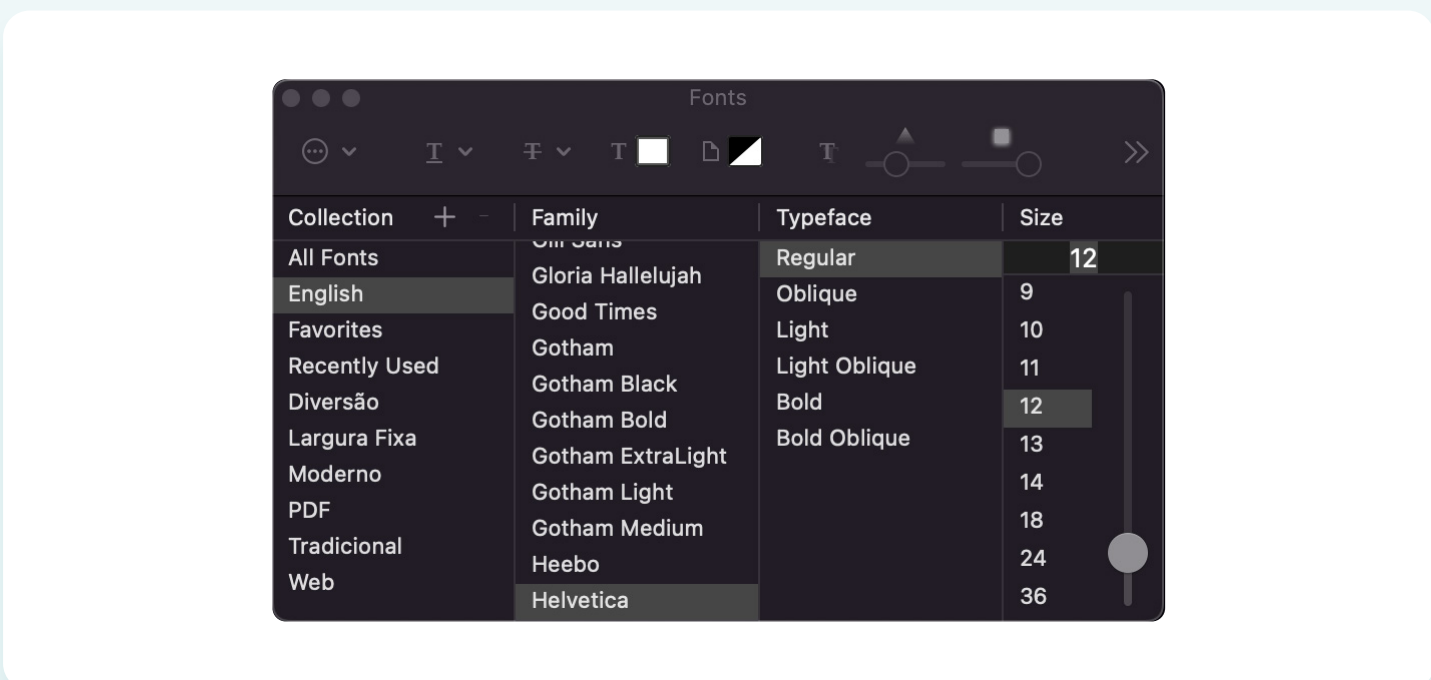 Fonts
T T T T
Collection + - Family Typeface Size
All Fonts
English
Favorites
Recently Used
Diversão
Largura Fixa
Moderno
PDF
Tradicional
Web
Gloria Hallelujah
Good Times
Gotham
Gotham Black
Gotham Bold
Gotham ExtraLight
Gotham Light
Gotham Medium
Heebo
Helvetica
Regular
Oblique
Light
Light Oblique
Bold
Bold Oblique
12
9
10
11
12
13
14
18
24
36